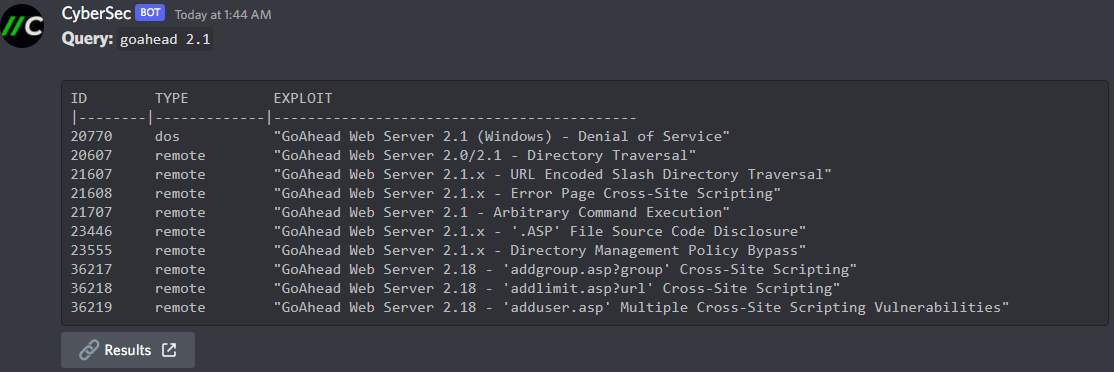 //C
CyberSec BOT Today at 1:44 AM
Query: goahead 2.1
ID TYPE EXPLOIT
|--------|-------------|-------------------------------------------
20770 dos "GoAhead Web Server 2.1 (Windows) - Denial of Service"
20607 remote "GoAhead Web Server 2.0/2.1 - Directory Traversal"
21607 remote "GoAhead Web Server 2.1.x - URL Encoded Slash Directory Traversal"
21608 remote "GoAhead Web Server 2.1.x - Error Page Cross-Site Scripting"
21707 remote "GoAhead Web Server 2.1 - Arbitrary Command Execution"
23446 remote "GoAhead Web Server 2.1.x - '.ASP' File Source Code Disclosure"
23555 remote "GoAhead Web Server 2.1.x - Directory Management Policy Bypass"
36217 remote "GoAhead Web Server 2.18 - 'addgroup.asp?group' Cross-Site Scripting"
36218 remote "GoAhead Web Server 2.18 - 'addlimit.asp?url' Cross-Site Scripting"
36219 remote "GoAhead Web Server 2.18 - 'adduser.asp' Multiple Cross-Site Scripting Vulnerabilities"
Results